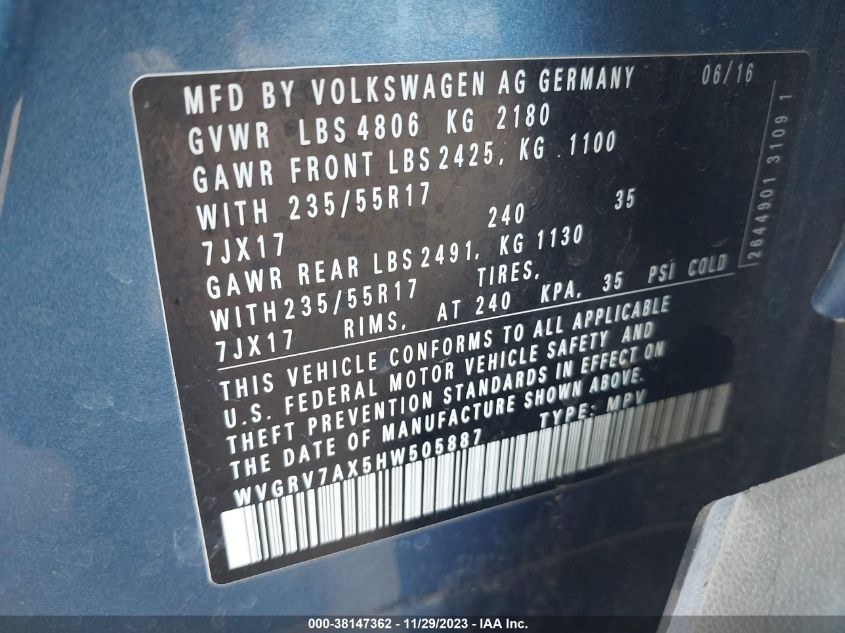 MFD BY VOLKSWAGEN AG GERMANY 06/16
GVWR LBS 4806 KG 2180
GAWR FRONT LBS 2425, KG . 1100
WITH 235/55R17
7JX17 240 35
GAWR REAR LBS 2491, KG 1130
WITH 235/55R17 TIRES,
7JX17 RIMS, AT 240 KPA, 35 PSI COLD
THIS VEHICLE CONFORMS TO ALL APPLICABLE
U.S. FEDERAL MOTOR VEHICLE SAFETY AND
THEFT PREVENTION STANDARDS IN EFFECT ON
THE DATE OF MANUFACTURE SHOWN ABOVE.
WVGRV7AX5HW505887 TYPE: MPV
2644901 3109 1
000-38147362 - 11/29/2023 - IAA Inc.